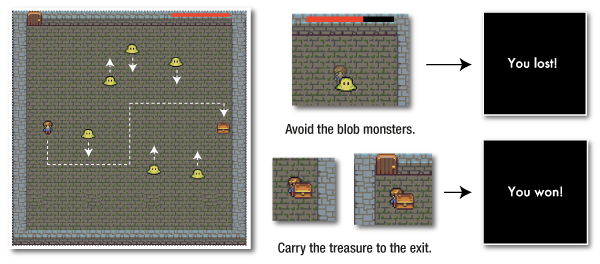 You lost!
Avoid the blob monsters.
You won!
Carry the treasure to the exit.